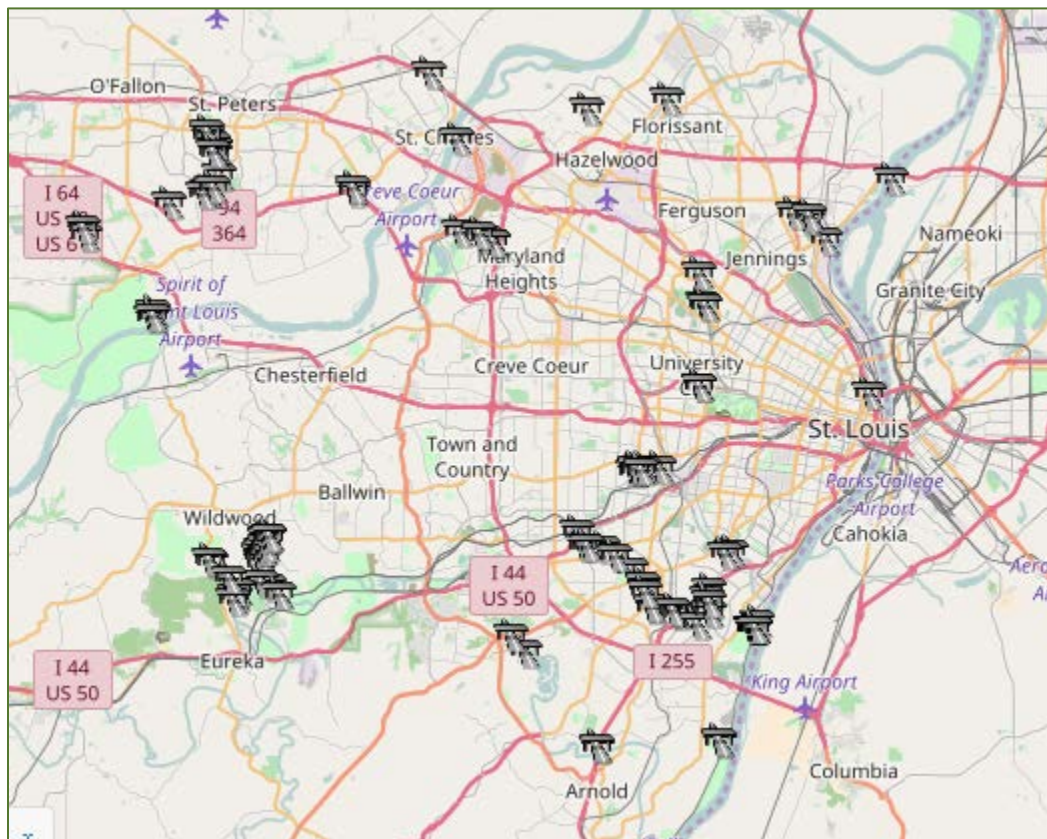 O'Fallon
St. Peters
St. Charles
Florissant
Hazelwood
I 64
US
US 6
94
364
Creve Coeur
Airport
Ferguson
Nameoki
Maryland
Heights
Jennings
Granite City
Spirit of
Airport
Creve Coeur
University
Chesterfield
St. Louis
Town and
Country
Ballwin
Parks College
Airport
Cahokia
Wildwood
I 44
US 50
Eureka
I 44
US 50
I 255
King Airport
Columbia
Arnold